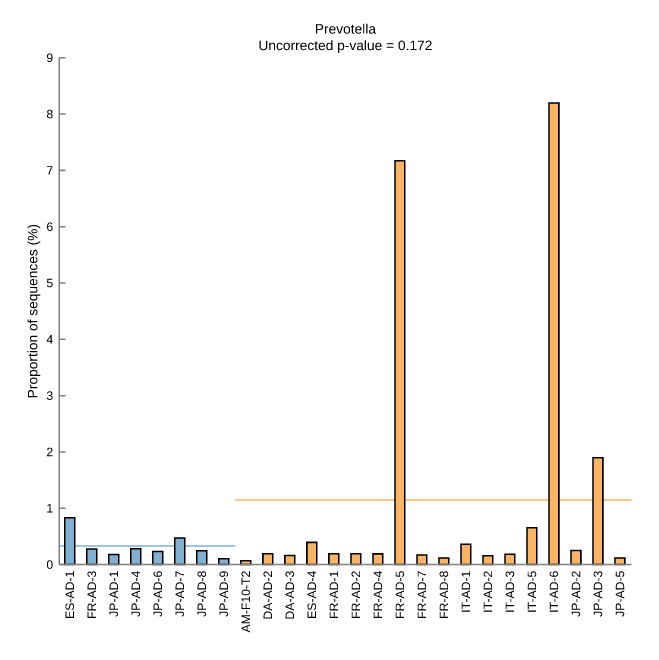 Prevotella
Uncorrected p-value = 0.172
Proportion of sequences (%)
9
8
7
6
5
4
3
2
1
0
ES-AD-1
FR-AD-3
JP-AD-1
JP-AD-4
JP-AD-6
JP-AD-7
JP-AD-8
JP-AD-9
AM-F10-T2
DA-AD-2
DA-AD-3
ES-AD-4
FR-AD-1
FR-AD-2
FR-AD-4
FR-AD-5
FR-AD-7
FR-AD-8
IT-AD-1
IT-AD-2
IT-AD-3
IT-AD-5
IT-AD-6
JP-AD-2
JP-AD-3
JP-AD-5